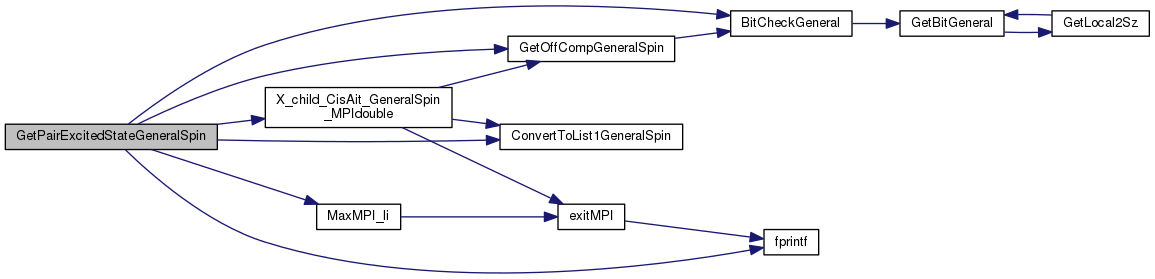 BitCheckGeneral
GetBitGeneral
GetLocal2Sz
GetOffCompGeneralSpin
X_child_CisAit_GeneralSpin
_MPIdouble
GetPairExcitedStateGeneralSpin
ConvertToList1GeneralSpin
MaxMPI_li
exitMPI
fprintf